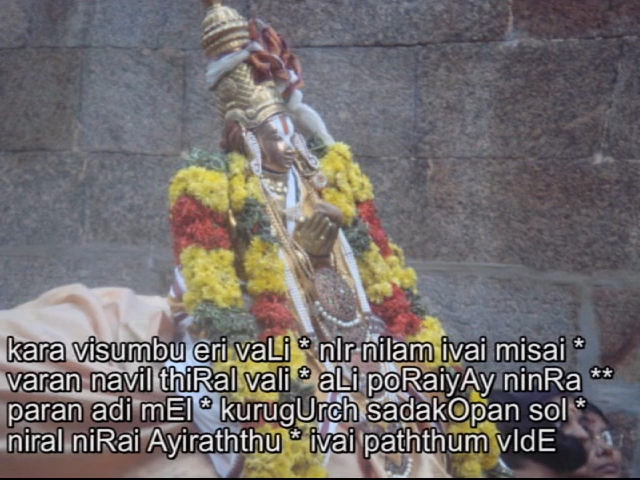 kara visumbu eri vaLi * nIr nilam ivai misai *
varan navil thiRal vali * aLi poRaiyAy ninRa **
paran adi mEl * kurugUrch sadakOpan sol *
niral niRai Ayiraththu * ivai paththum vIdE